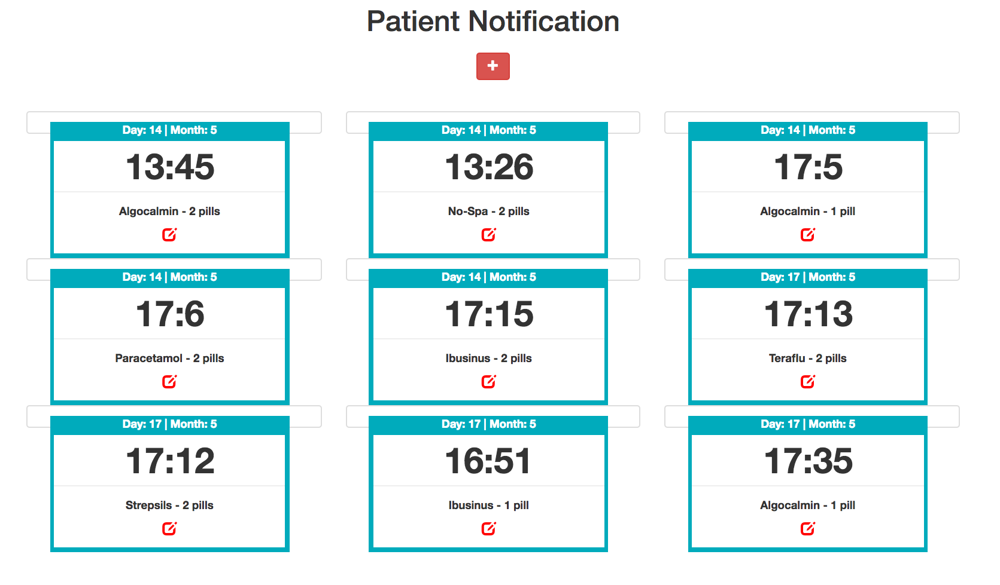 Patient Notification
+
Day: 14 | Month: 5
13:45
Algocalmin - 2 pills
Day: 14 | Month: 5
13:26
No-Spa - 2 pills
Day: 14 | Month: 5
17:5
Algocalmin - 1 pill
Day: 14 | Month: 5
17:6
Paracetamol - 2 pills
Day: 14 | Month: 5
17:15
Ibusinus - 2 pills
Day: 17 | Month: 5
17:13
Teraflu - 2 pills
Day: 17 | Month: 5
17:12
Strepsils - 2 pills
Day: 17 | Month: 5
16:51
Ibusinus - 1 pill
Day: 17 | Month: 5
17:35
Algocalmin - 1 pill